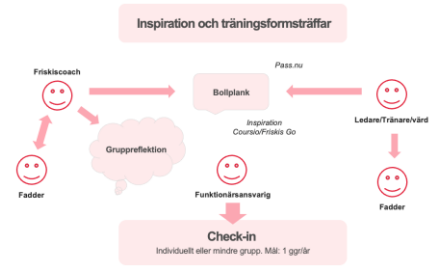 Inspiration och träningsformsträffar
Pass.nu
Friskiscoach
Bollplank
Ledare/Tränare/värd
Inspiration
Coursio/Friskis Go
Gruppreflektion
Fadder
Funktionärsansvarig
Fadder
Check-in
Individuellt eller mindre grupp. Mål: 1 ggr/år